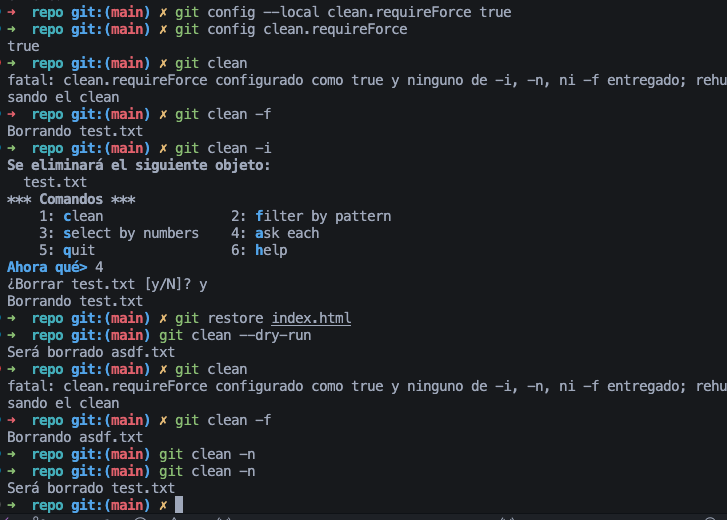 ➜  repo git:(main) ✗ git config --local clean.requireForce true
➜  repo git:(main) ✗ git config clean.requireForce
true
➜  repo git:(main) ✗ git clean
fatal: clean.requireForce configurado como true y ninguno de -i, -n, ni -f entregado; rehu
sando el clean
➜  repo git:(main) ✗ git clean -f
Borrando test.txt
➜  repo git:(main) ✗ git clean -i
Se eliminará el siguiente objeto:
  test.txt
*** Comandos ***
    1: clean                2: filter by pattern
    3: select by numbers    4: ask each
    5: quit                 6: help
Ahora qué> 4
¿Borrar test.txt [y/N]? y
Borrando test.txt
➜  repo git:(main) ✗ git restore index.html
➜  repo git:(main) git clean --dry-run
Será borrado asdf.txt
➜  repo git:(main) ✗ git clean
fatal: clean.requireForce configurado como true y ninguno de -i, -n, ni -f entregado; rehu
sando el clean
➜  repo git:(main) ✗ git clean -f
Borrando asdf.txt
➜  repo git:(main) git clean -n
➜  repo git:(main) git clean -n
Será borrado test.txt
➜  repo git:(main) ✗